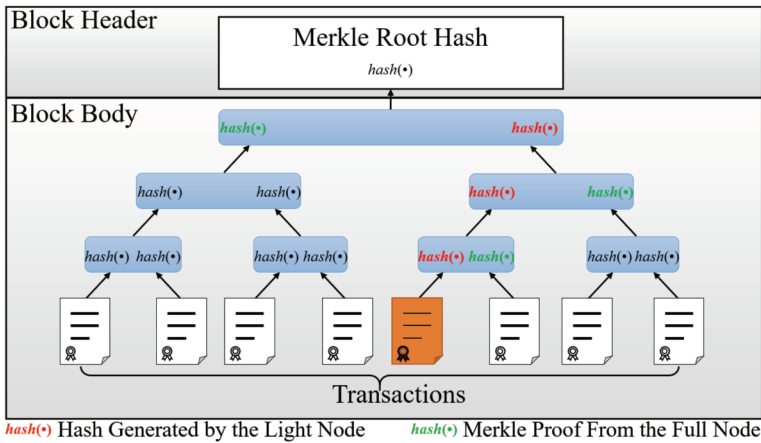 Block Header
Merkle Root Hash
hash(•)
Block Body
hash(•) hash(•)
hash(•) hash(•) hash(•) hash(•)
hash(•) hash(•) hash(•) hash(•) hash(•) hash(•) hash(•) hash(•)
Transactions
hash(•) Hash Generated by the Light Node hash(•) Merkle Proof From the Full Node